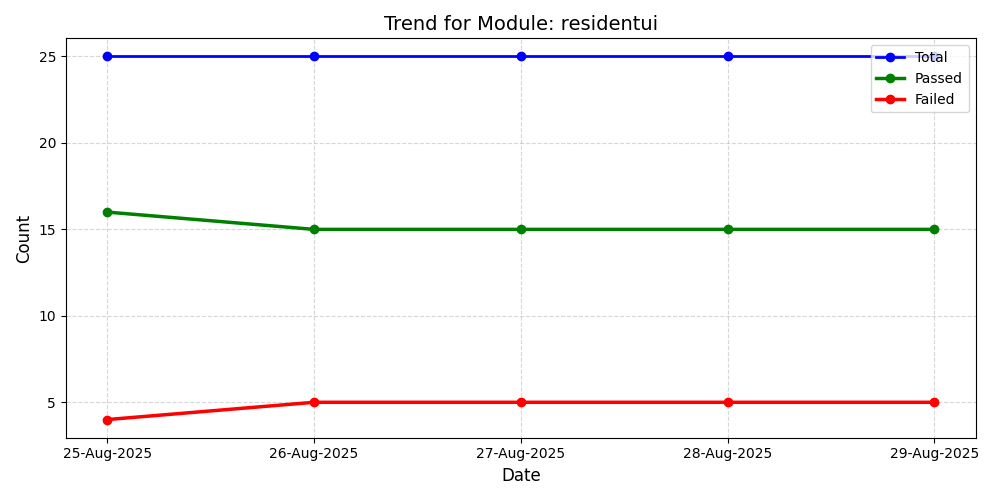 Trend for Module: residentui
Total
Passed
Failed
Count
25
20
15
10
5
25-Aug-2025
26-Aug-2025
27-Aug-2025
28-Aug-2025
29-Aug-2025
Date